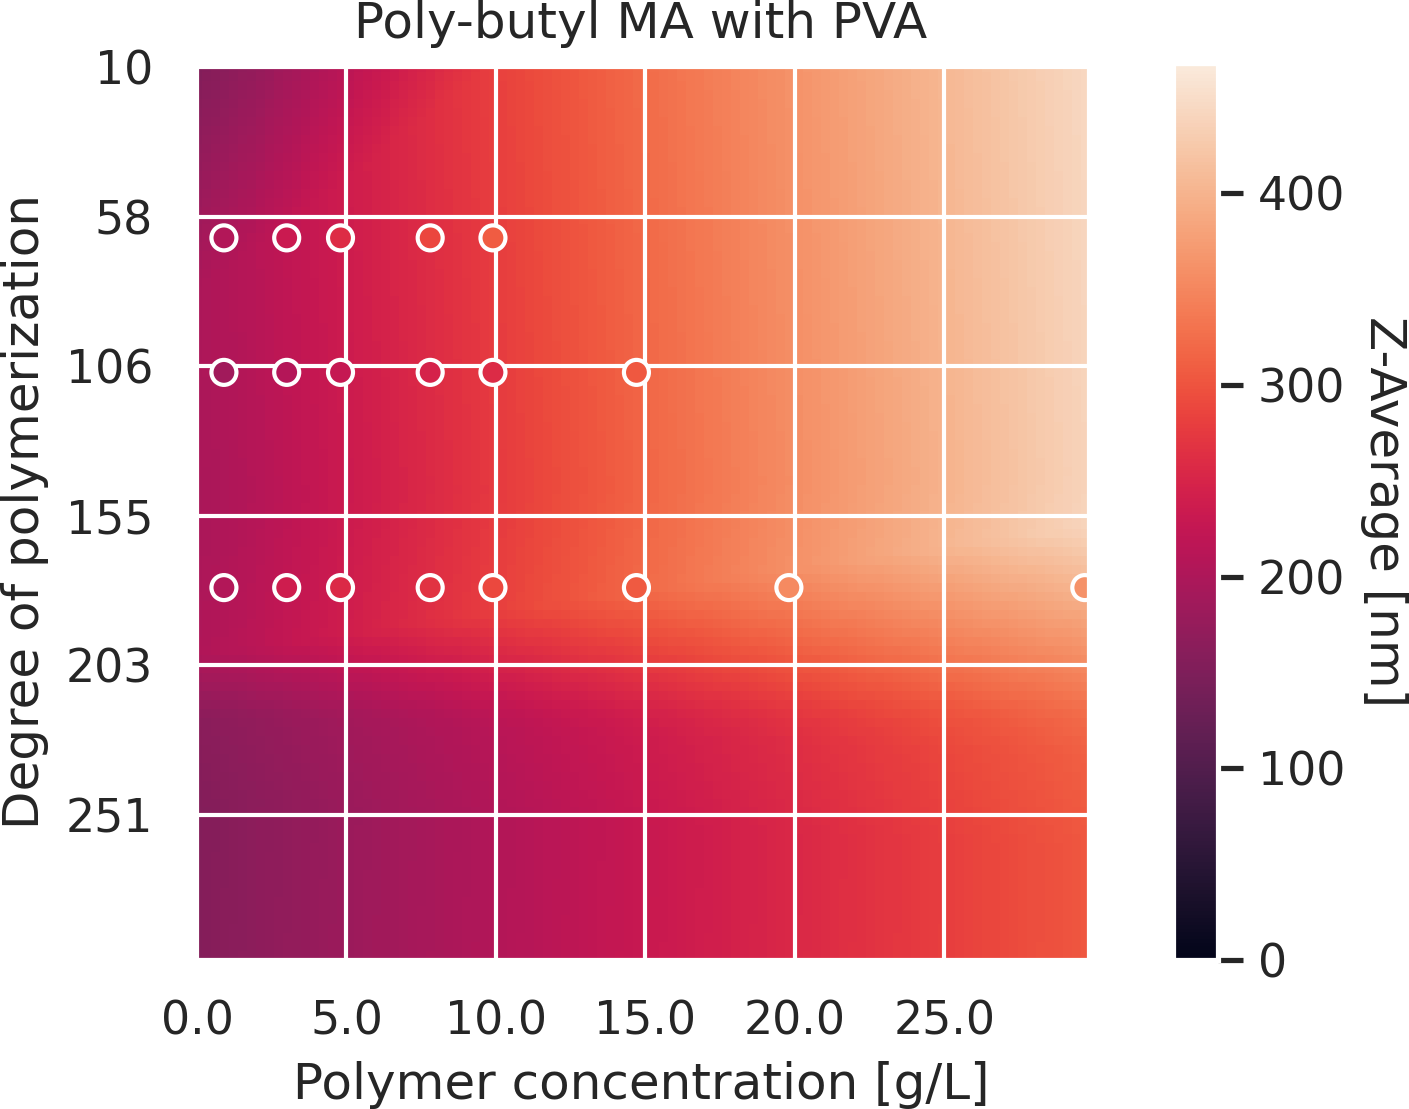 Poly-butyl MA with PVA
10
58
106
155
203
251
Degree of polymerization
0.0 5.0 10.0 15.0 20.0 25.0
Polymer concentration [g/L]
400
300
200
100
0
Z-Average [nm]